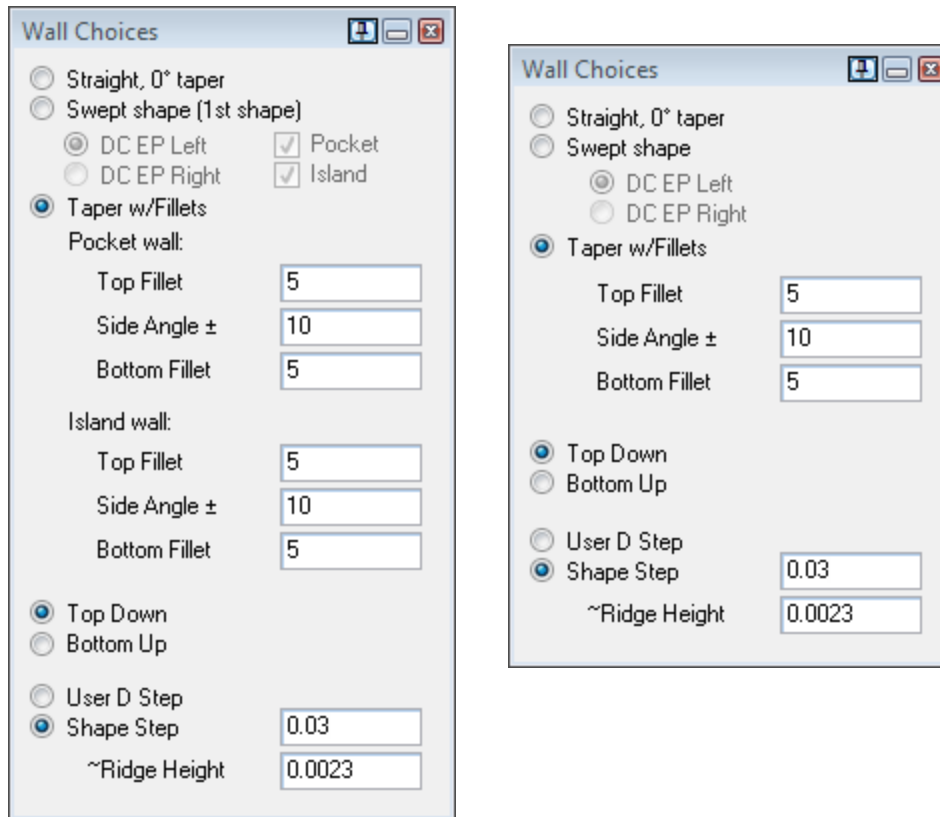 Wall Choices
Straight, 0° taper
Swept shape (1st shape)
DC EP Left Pocket
DC EP Right Island
Taper w/Fillets
Pocket wall:
Top Fillet 5
Side Angle ± 10
Bottom Fillet 5
Island wall:
Top Fillet 5
Side Angle ± 10
Bottom Fillet 5
Top Down
Bottom Up
User D Step
Shape Step 0.03
~Ridge Height 0.0023
Wall Choices
Straight, 0° taper
Swept shape
DC EP Left
DC EP Right
Taper w/Fillets
Top Fillet 5
Side Angle ± 10
Bottom Fillet 5
Top Down
Bottom Up
User D Step
Shape Step 0.03
~Ridge Height 0.0023